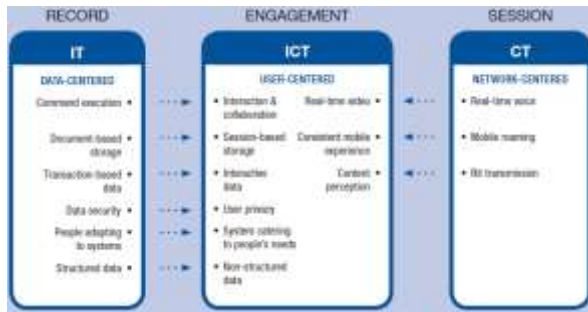 RECORD
ENGAGEMENT
SESSION
IT
ICT
CT
DATA-CENTERED
USER-CENTERED
NETWORK-CENTERED
Command execution •
• Interaction &
collaboration
Real-time video •
• Real-time voice
Document-based •
storage
• Session-based
storage
Consistent mobile •
experience
• Mobile roaming
Transaction-based •
data
• Interactive
data
Context •
perception
• Bit transmission
Data security •
• User privacy
People adapting •
to systems
• System catering
to people's needs
Structured data •
• Non-structured
data